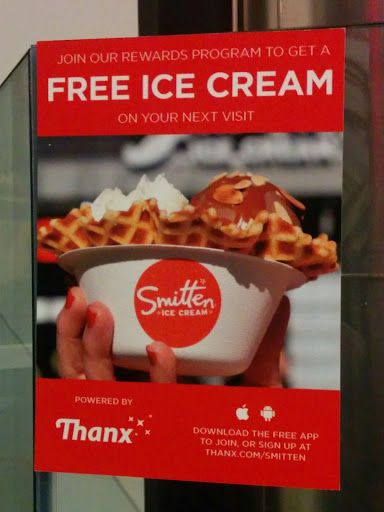 JOIN OUR REWARDS PROGRAM TO GET A
FREE ICE CREAM
ON YOUR NEXT VISIT
Smitten
ICE CREAM
POWERED BY
Thanx
DOWNLOAD THE FREE APP
TO JOIN, OR SIGN UP AT
THANX.COM/SMITTEN